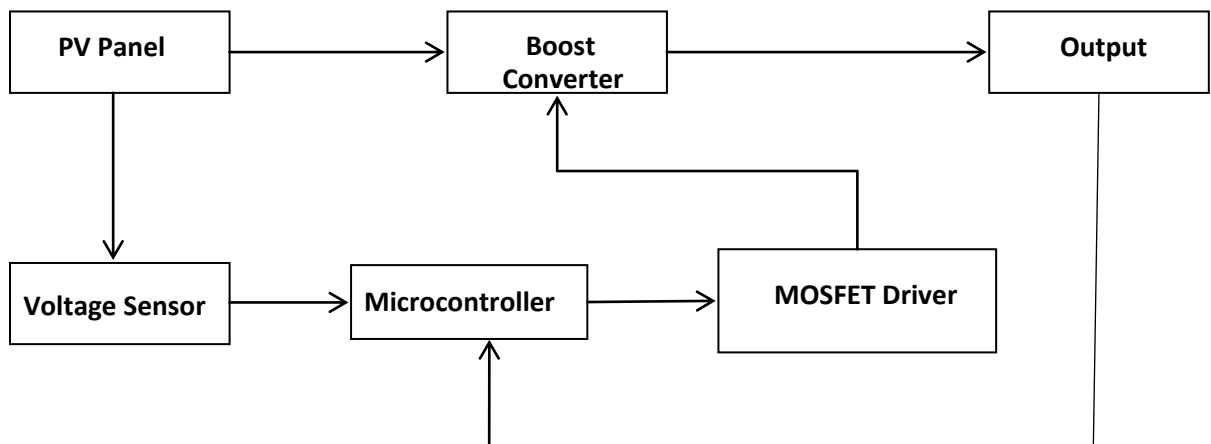 PV Panel
Boost
Converter
Output
Voltage Sensor
Microcontroller
MOSFET Driver